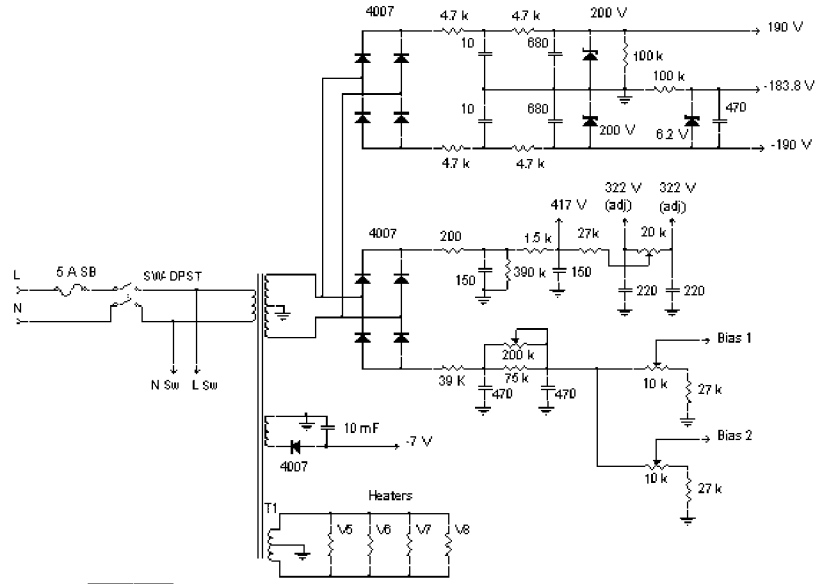 4007
4.7 k
4.7 k
200 V
190 V
10
680
100 k
100 k
-183.8 V
10
680
200 V
6.2 V
470
-190 V
4.7 k
4.7 k
322 V
(adj)
322 V
(adj)
417 V
4007
200
1.5 k
27k
20 k
L
5 A SB
SW-DPST
150
390 k
150
N
220
220
Bias 1
200 k
39 K
75 k
10 k
N Sw
L Sw
470
470
27 k
10 mF
-7 V
Bias 2
4007
10 k
Heaters
27 k
T1
V5
V6
V7
V8